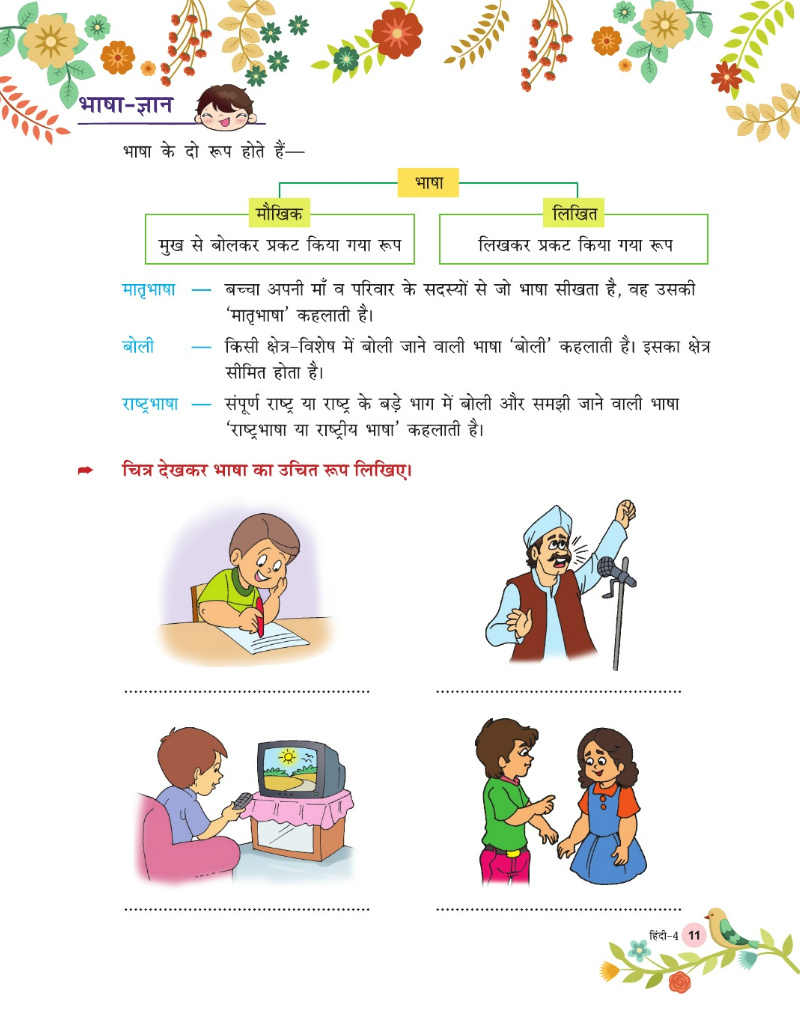 भाषा-ज्ञान
भाषा के दो रूप होते हैं—
भाषा
मौखिक
लिखित
मुख से बोलकर प्रकट किया गया रूप
लिखकर प्रकट किया गया रूप
मातृभाषा — बच्चा अपनी माँ व परिवार के सदस्यों से जो भाषा सीखता है, वह उसकी
‘मातृभाषा’ कहलाती है।
बोली — किसी क्षेत्र-विशेष में बोली जाने वाली भाषा ‘बोली’ कहलाती है। इसका क्षेत्र
सीमित होता है।
राष्ट्रभाषा — संपूर्ण राष्ट्र या राष्ट्र के बड़े भाग में बोली और समझी जाने वाली भाषा
‘राष्ट्रभाषा या राष्ट्रीय भाषा’ कहलाती है।
चित्र देखकर भाषा का उचित रूप लिखिए।
हिंदी-4 11